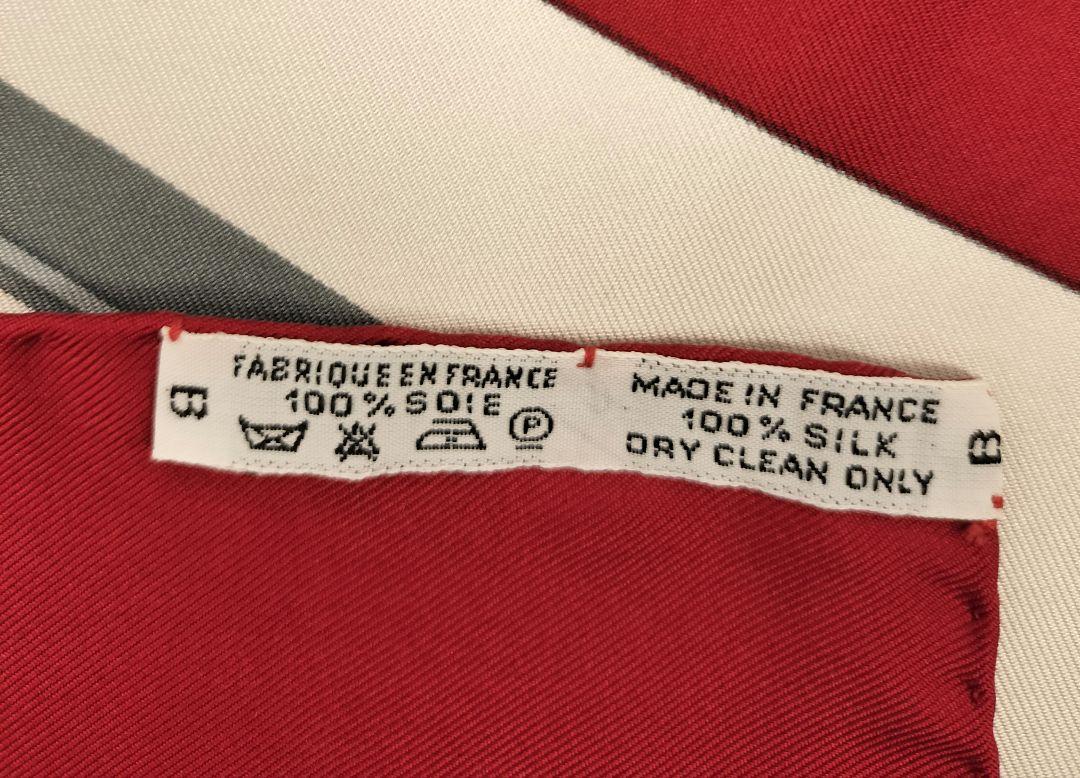 B
FABRIQUE EN FRANCE
100% SOIE
P
MADE IN FRANCE
100% SILK
DRY CLEAN ONLY
B